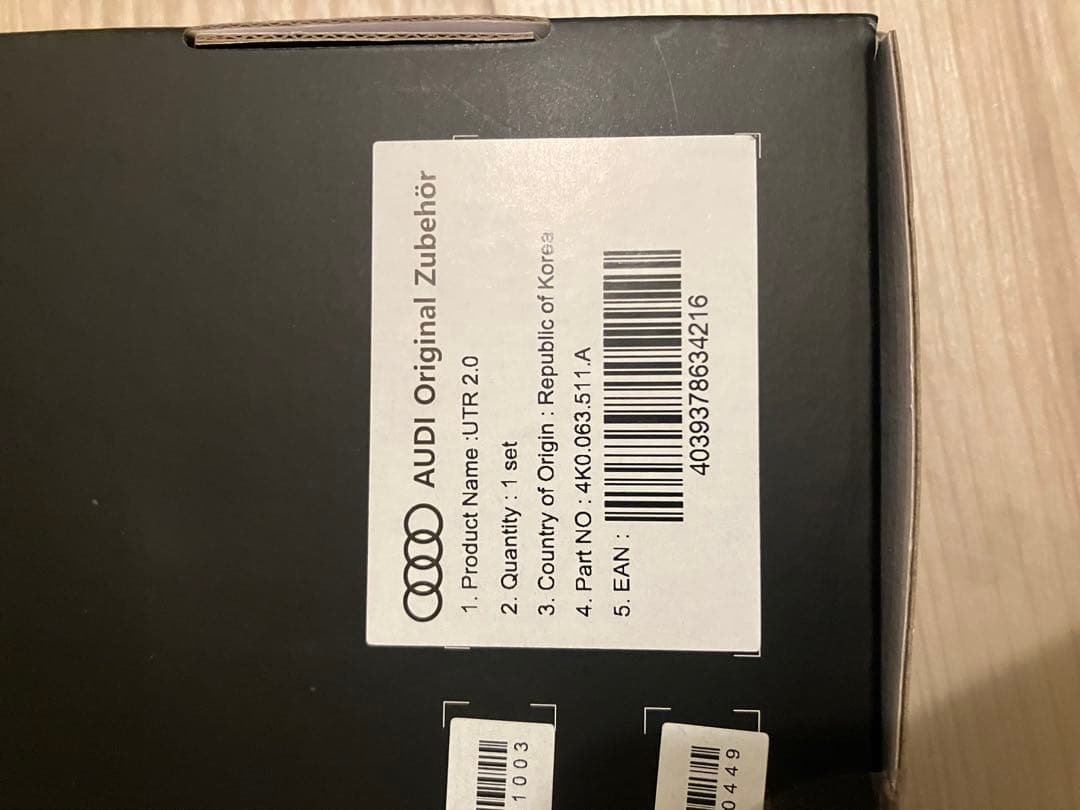 AUDI Original Zubehör
1. Product Name :UTR 2.0
2. Quantity : 1 set
3. Country of Origin : Republic of Korea
4. Part NO : 4K0.063.511.A
5. EAN :
4039378634216
1003
0449